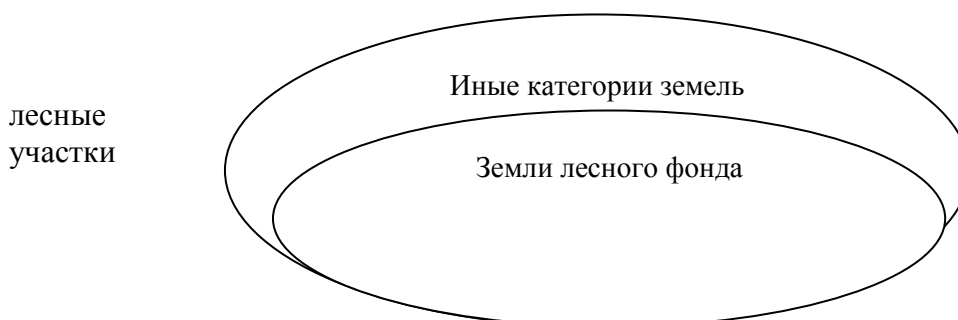 Иные категории земель
лесные
участки
Земли лесного фонда